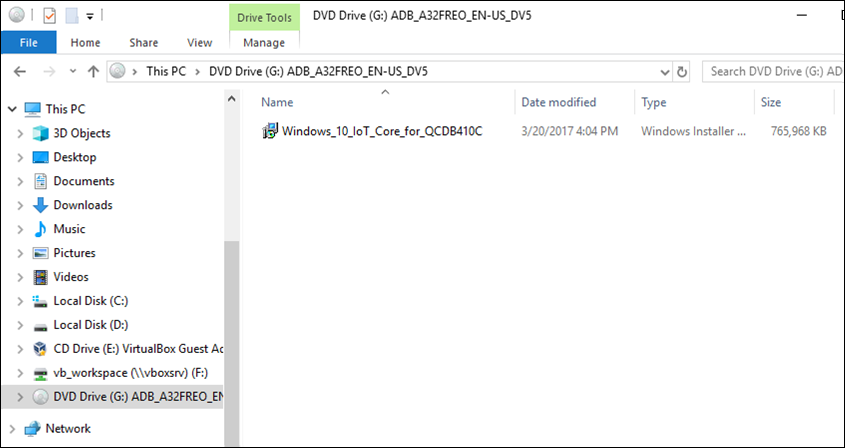 Drive Tools DVD Drive (G:) ADB_A32FREO_EN-US_DV5
File Home Share View Manage
This PC DVD Drive (G:) ADB_A32FREO_EN-US_DV5 Search DVD Drive (G:) AD
This PC
3D Objects
Desktop
Documents
Downloads
Music
Pictures
Videos
Local Disk (C:)
Local Disk (D:)
CD Drive (E:) VirtualBox Guest Ac
vb_workspace (\\vboxsrv) (F:)
DVD Drive (G:) ADB_A32FREO_EN
Network
Name Date modified Type Size
Windows_10_IoT_Core_for_QCDB410C 3/20/2017 4:04 PM Windows Installer ... 765,968 KB